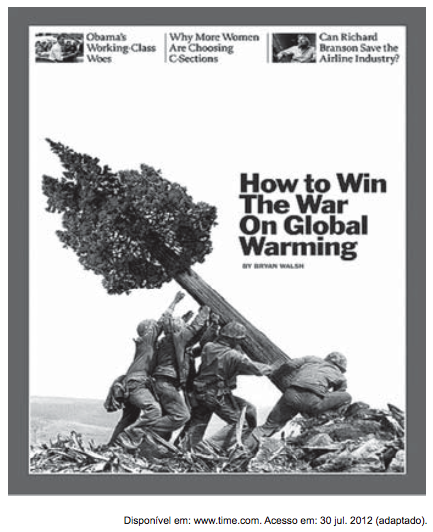 Obama's
Working-Class
Woes
Why More Women
Are Choosing
C-Sections
Can Richard
Branson Save the
Airline Industry?
How to Win
The War
On Global
Warming
BY BRYAN WALSH
Disponível em: www.time.com. Acesso em: 30 jul. 2012 (adaptado).